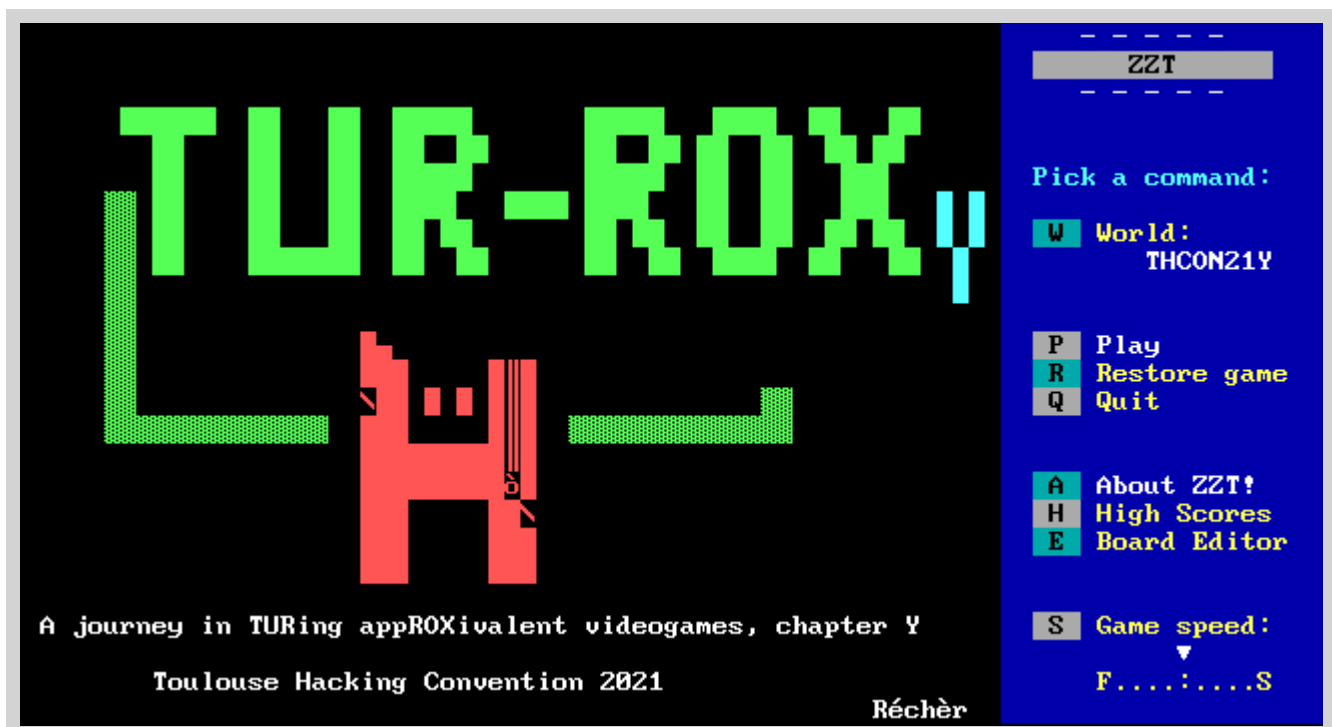 TUR-ROX
Y
A journey in TURing appROXivalent videogames, chapter Y
Toulouse Hacking Convention 2021
Réchèr
- - - - -
ZZT
- - - - -
Pick a command:
W World:
THCON21Y
P Play
R Restore game
Q Quit
A About ZZT!
H High Scores
E Board Editor
S Game speed:
F....:....S